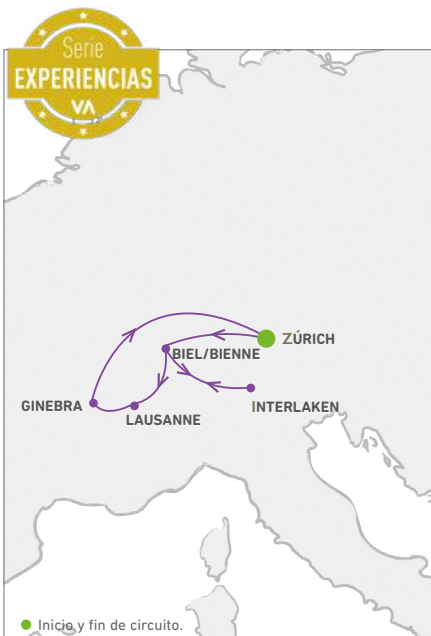 Serie
EXPERIENCIAS
VA
ZÚRICH
BIEL/BIENNE
GINEBRA
LAUSANNE
INTERLAKEN
Inicio y fin de circuito.